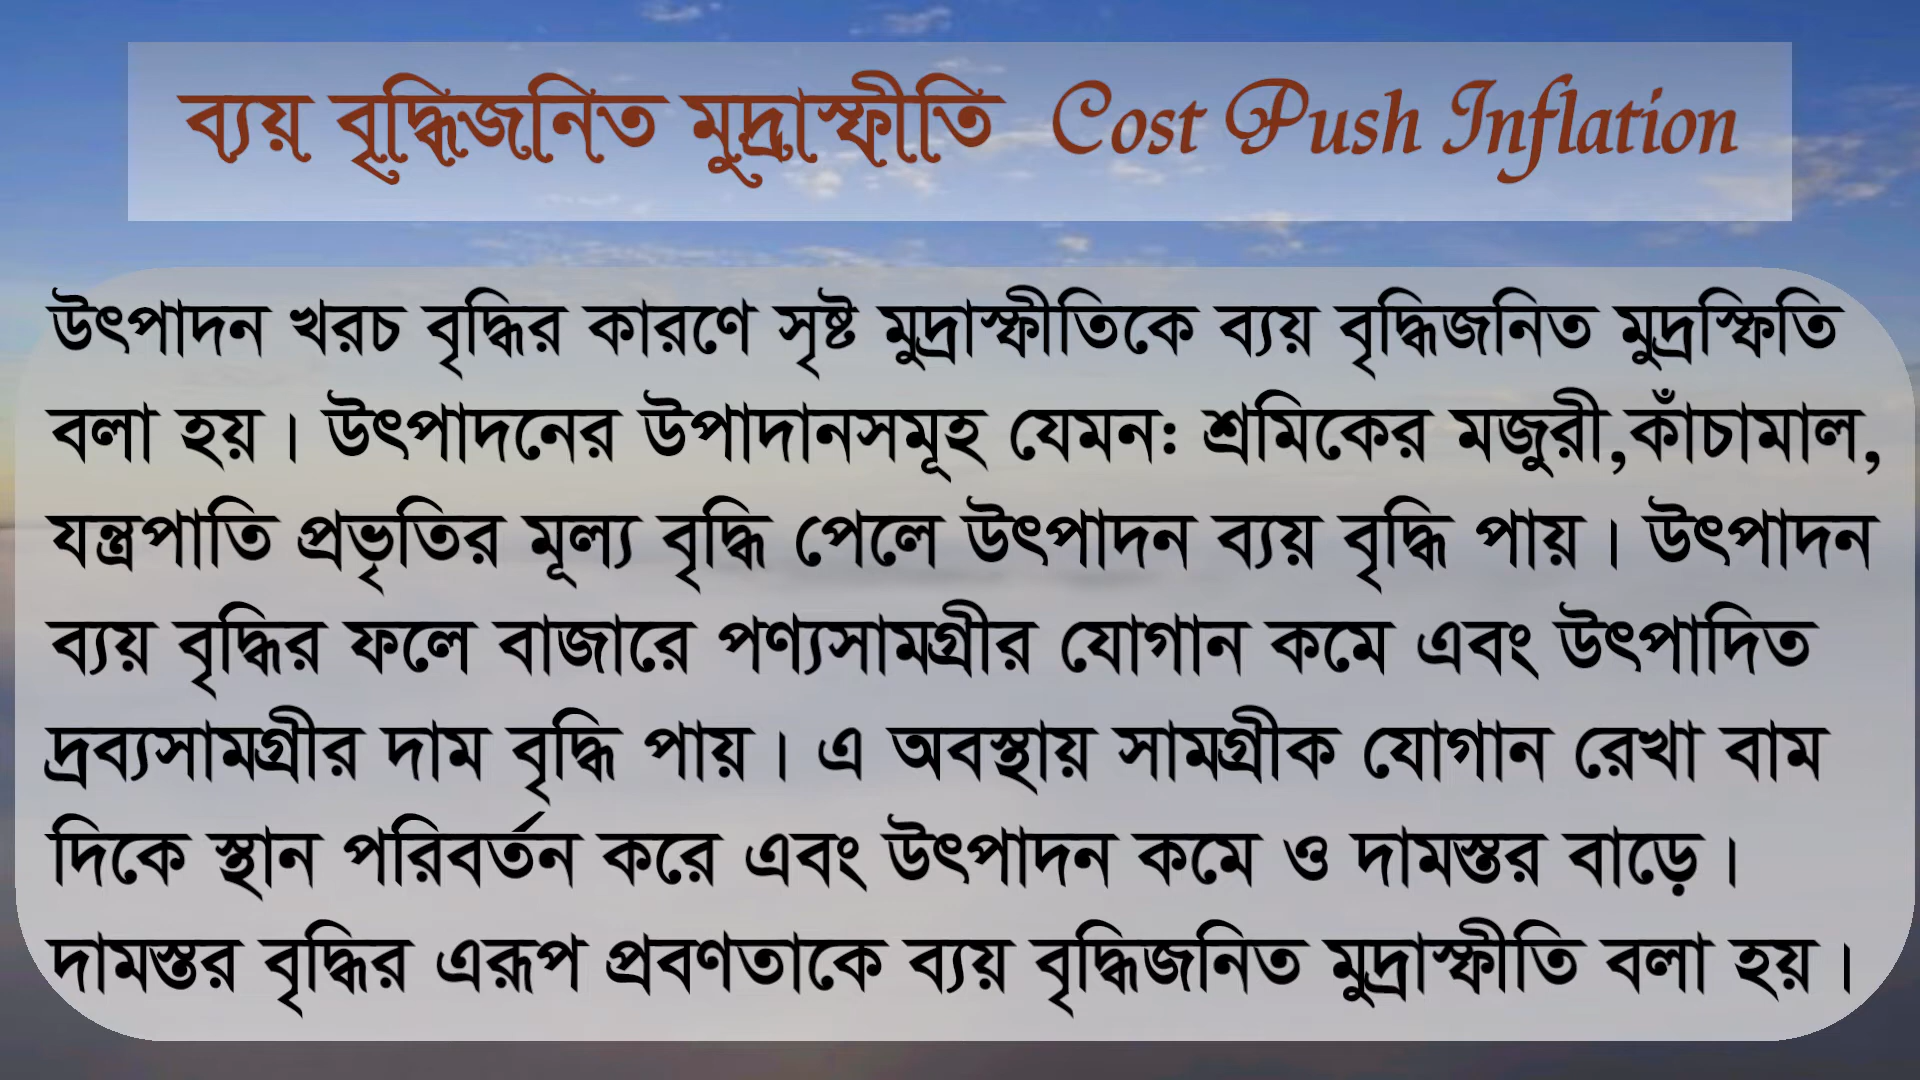 ব্যয় বৃদ্ধিজনিত মুদ্রাস্ফীতি Cost Push Inflation
উৎপাদন খরচ বৃদ্ধির কারণে সৃষ্ট মুদ্রাস্ফীতিকে ব্যয় বৃদ্ধিজনিত মুদ্রস্ফিতি
বলা হয়। উৎপাদনের উপাদানসমূহ যেমনঃ শ্রমিকের মজুরী,কাঁচামাল,
যন্ত্রপাতি প্রভৃতির মূল্য বৃদ্ধি পেলে উৎপাদন ব্যয় বৃদ্ধি পায়। উৎপাদন
ব্যয় বৃদ্ধির ফলে বাজারে পণ্যসামগ্রীর যোগান কমে এবং উৎপাদিত
দ্রব্যসামগ্রীর দাম বৃদ্ধি পায়। এ অবস্থায় সামগ্রীক যোগান রেখা বাম
দিকে স্থান পরিবর্তন করে এবং উৎপাদন কমে ও দামস্তর বাড়ে।
দামস্তর বৃদ্ধির এরূপ প্রবণতাকে ব্যয় বৃদ্ধিজনিত মুদ্রাস্ফীতি বলা হয়।